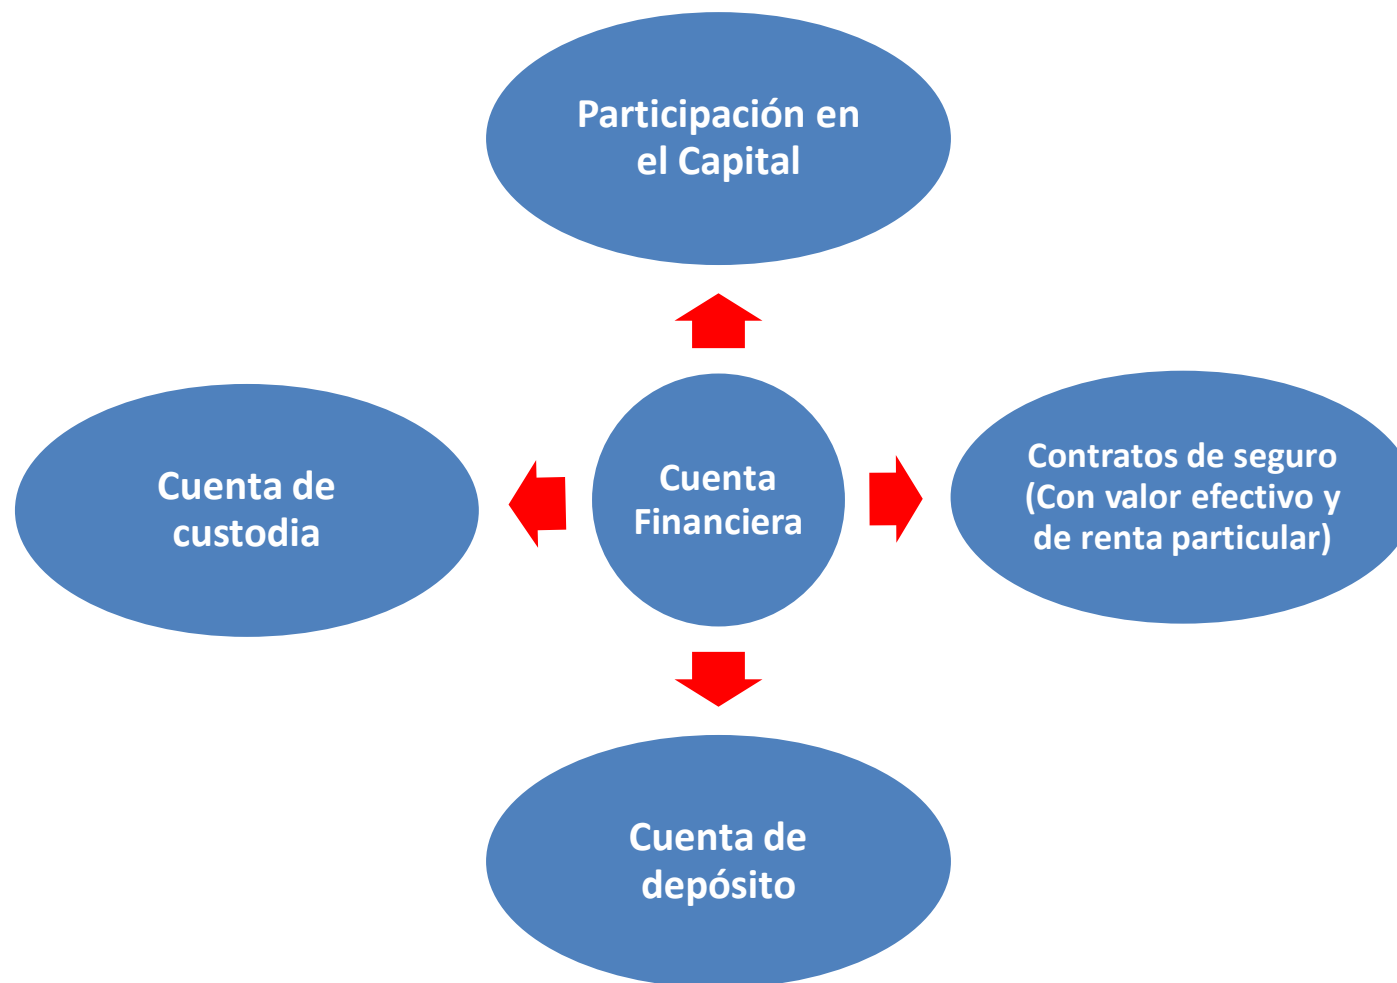 Participación en
el Capital
Cuenta de
custodia
Cuenta
Financiera
Contratos de seguro
(Con valor efectivo y
de renta particular)
Cuenta de
depósito